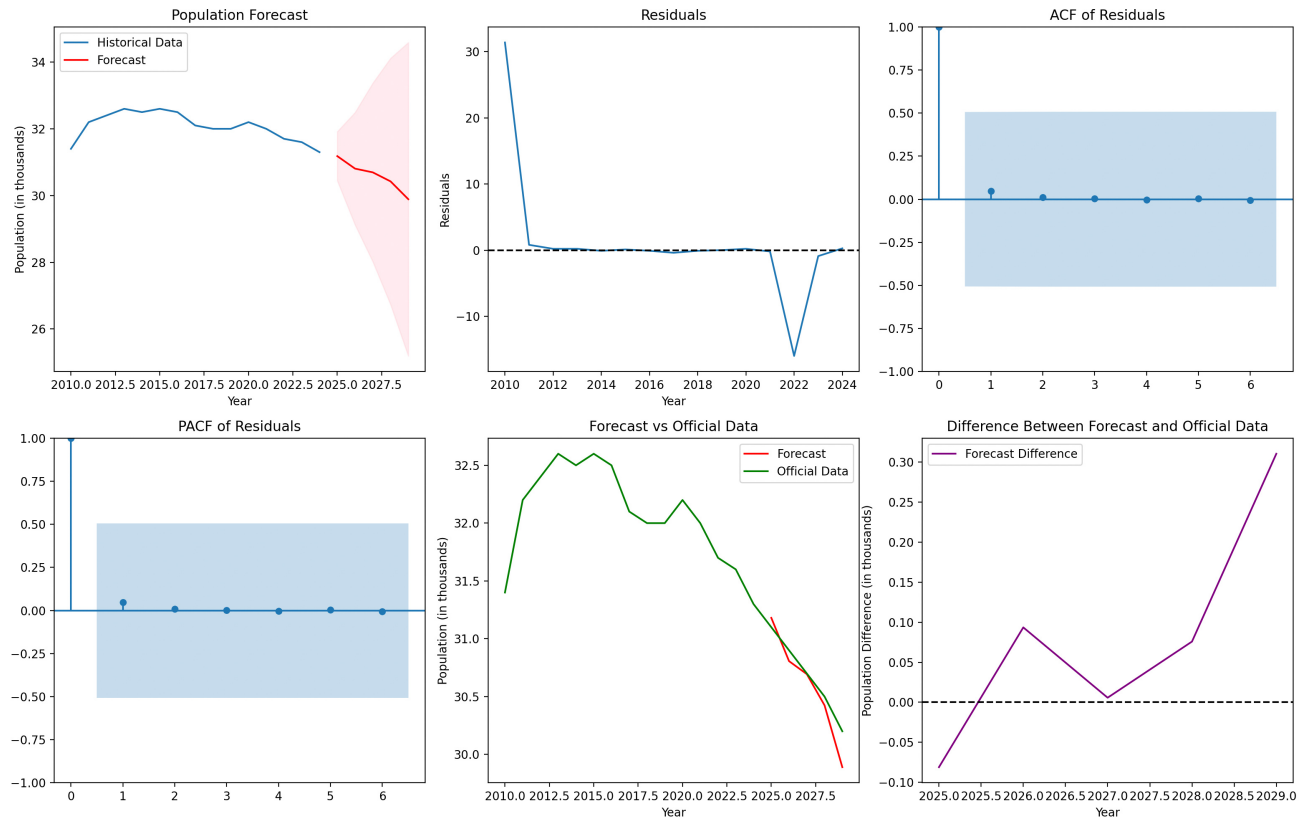 Population Forecast
Historical Data
Forecast
Population (in thousands)
34
32
30
28
26
2010.0 2012.5 2015.0 2017.5 2020.0 2022.5 2025.0 2027.5
Year
Residuals
Residuals
30
20
10
0
−10
2010 2012 2014 2016 2018 2020 2022 2024
Year
ACF of Residuals
1.00
0.75
0.50
0.25
0.00
−0.25
−0.50
−0.75
−1.00
0 1 2 3 4 5 6
PACF of Residuals
1.00
0.75
0.50
0.25
0.00
−0.25
−0.50
−0.75
−1.00
0 1 2 3 4 5 6
Forecast vs Official Data
Forecast
Official Data
Population (in thousands)
32.5
32.0
31.5
31.0
30.5
30.0
2010.0 2012.5 2015.0 2017.5 2020.0 2022.5 2025.0 2027.5
Year
Difference Between Forecast and Official Data
Forecast Difference
Population Difference (in thousands)
0.30
0.25
0.20
0.15
0.10
0.05
0.00
−0.05
−0.10
2025.0 2025.5 2026.0 2026.5 2027.0 2027.5 2028.0 2028.5 2029.0
Year